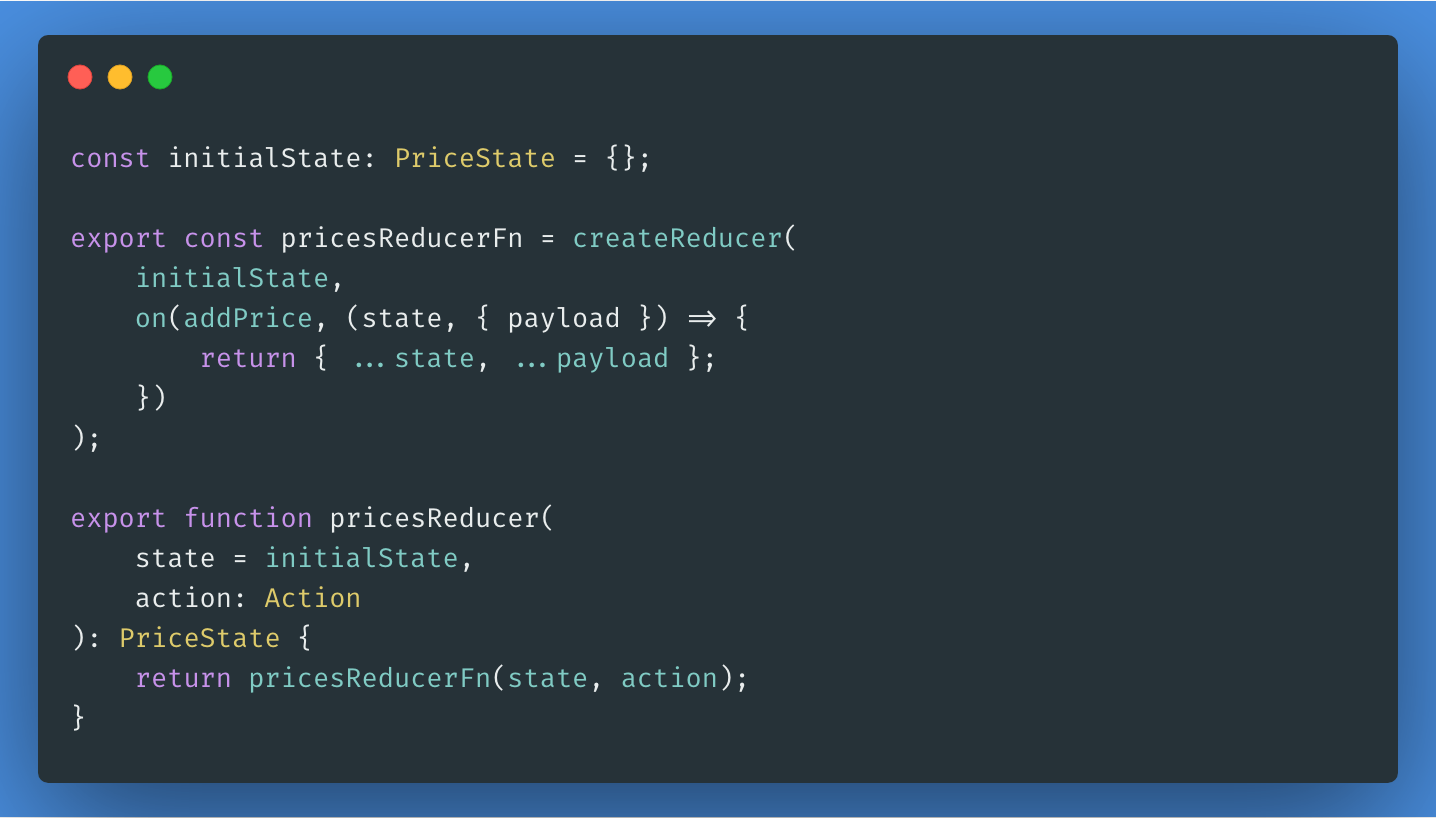 const initialState: PriceState = {};
export const pricesReducerFn = createReducer(
    initialState,
    on(addPrice, (state, { payload }) => {
        return { ...state, ...payload };
    })
);
export function pricesReducer(
    state = initialState,
    action: Action
): PriceState {
    return pricesReducerFn(state, action);
}